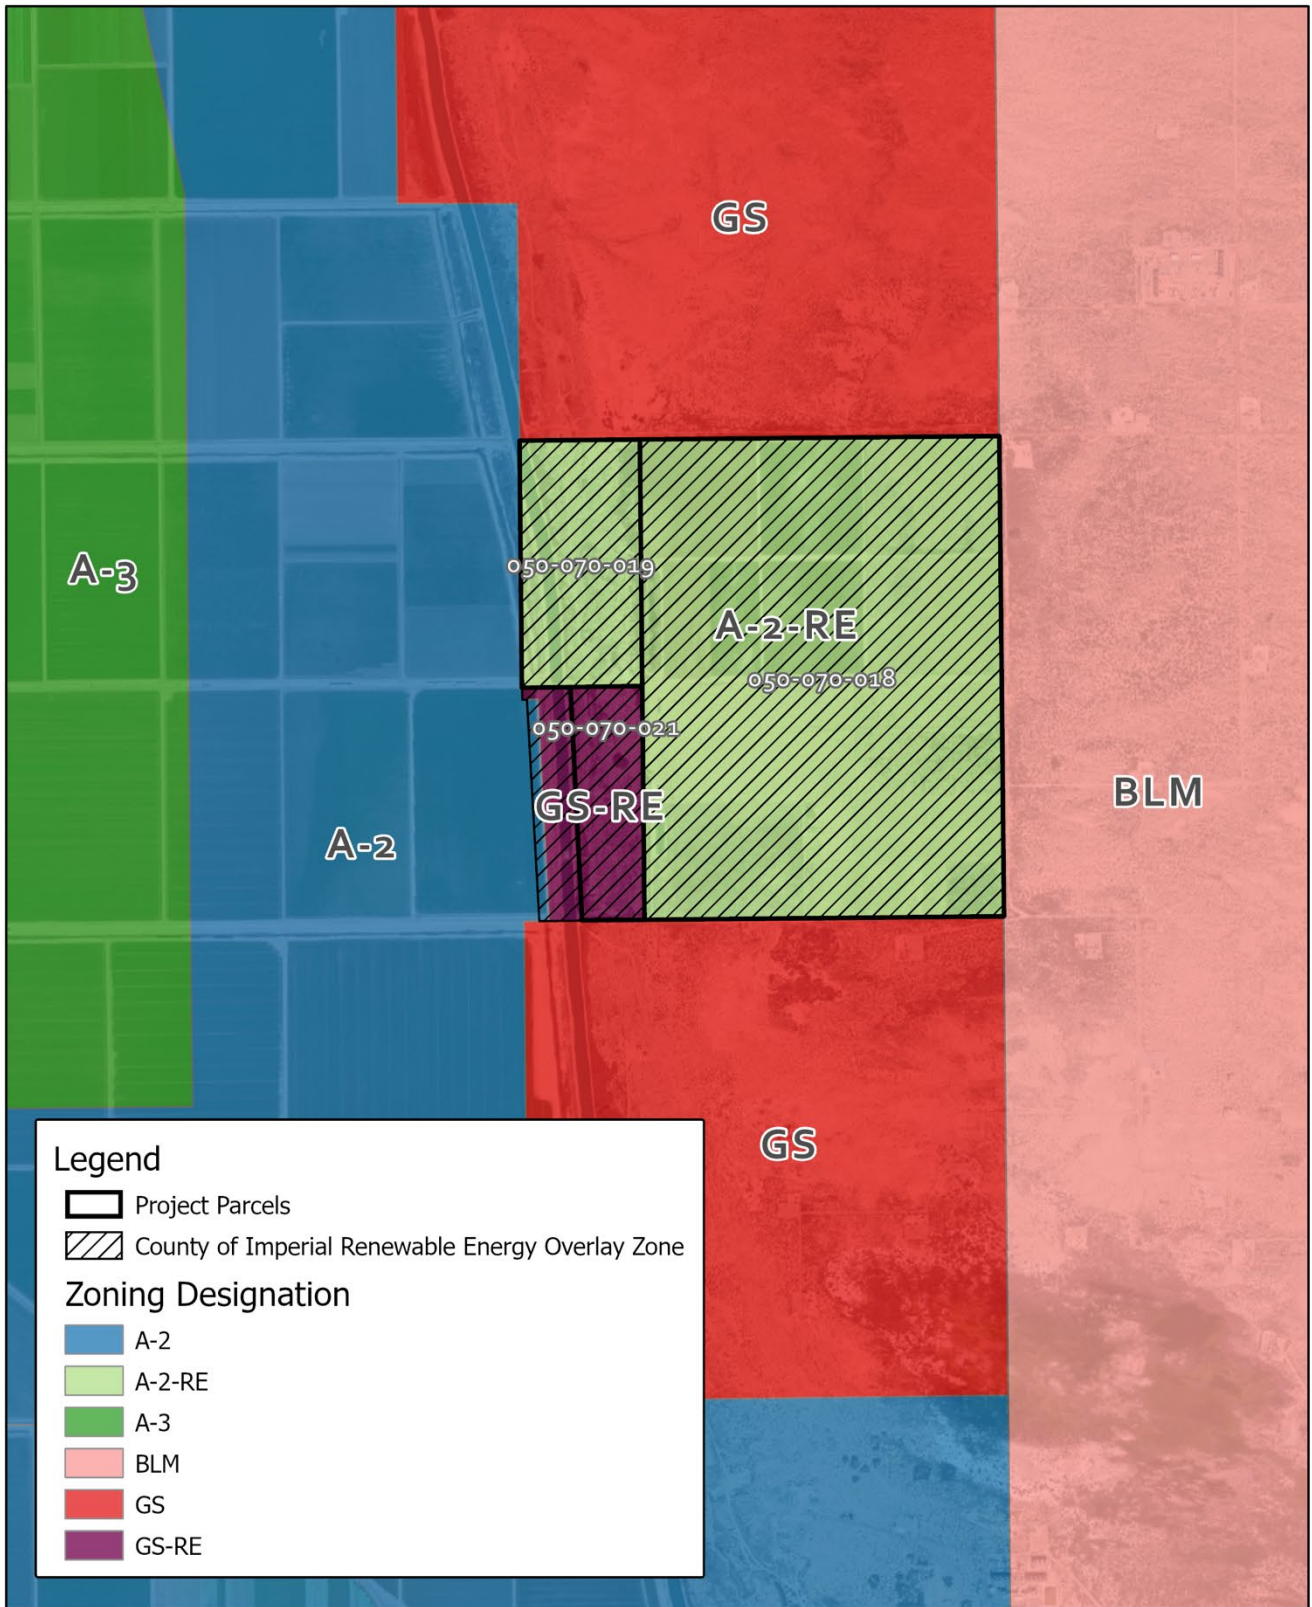 GS
A-3
050-070-019
A-2-RE
050-070-018
050-070-021
GS-RE
BLM
A-2
GS
Legend
Project Parcels
County of Imperial Renewable Energy Overlay Zone
Zoning Designation
A-2
A-2-RE
A-3
BLM
GS
GS-RE